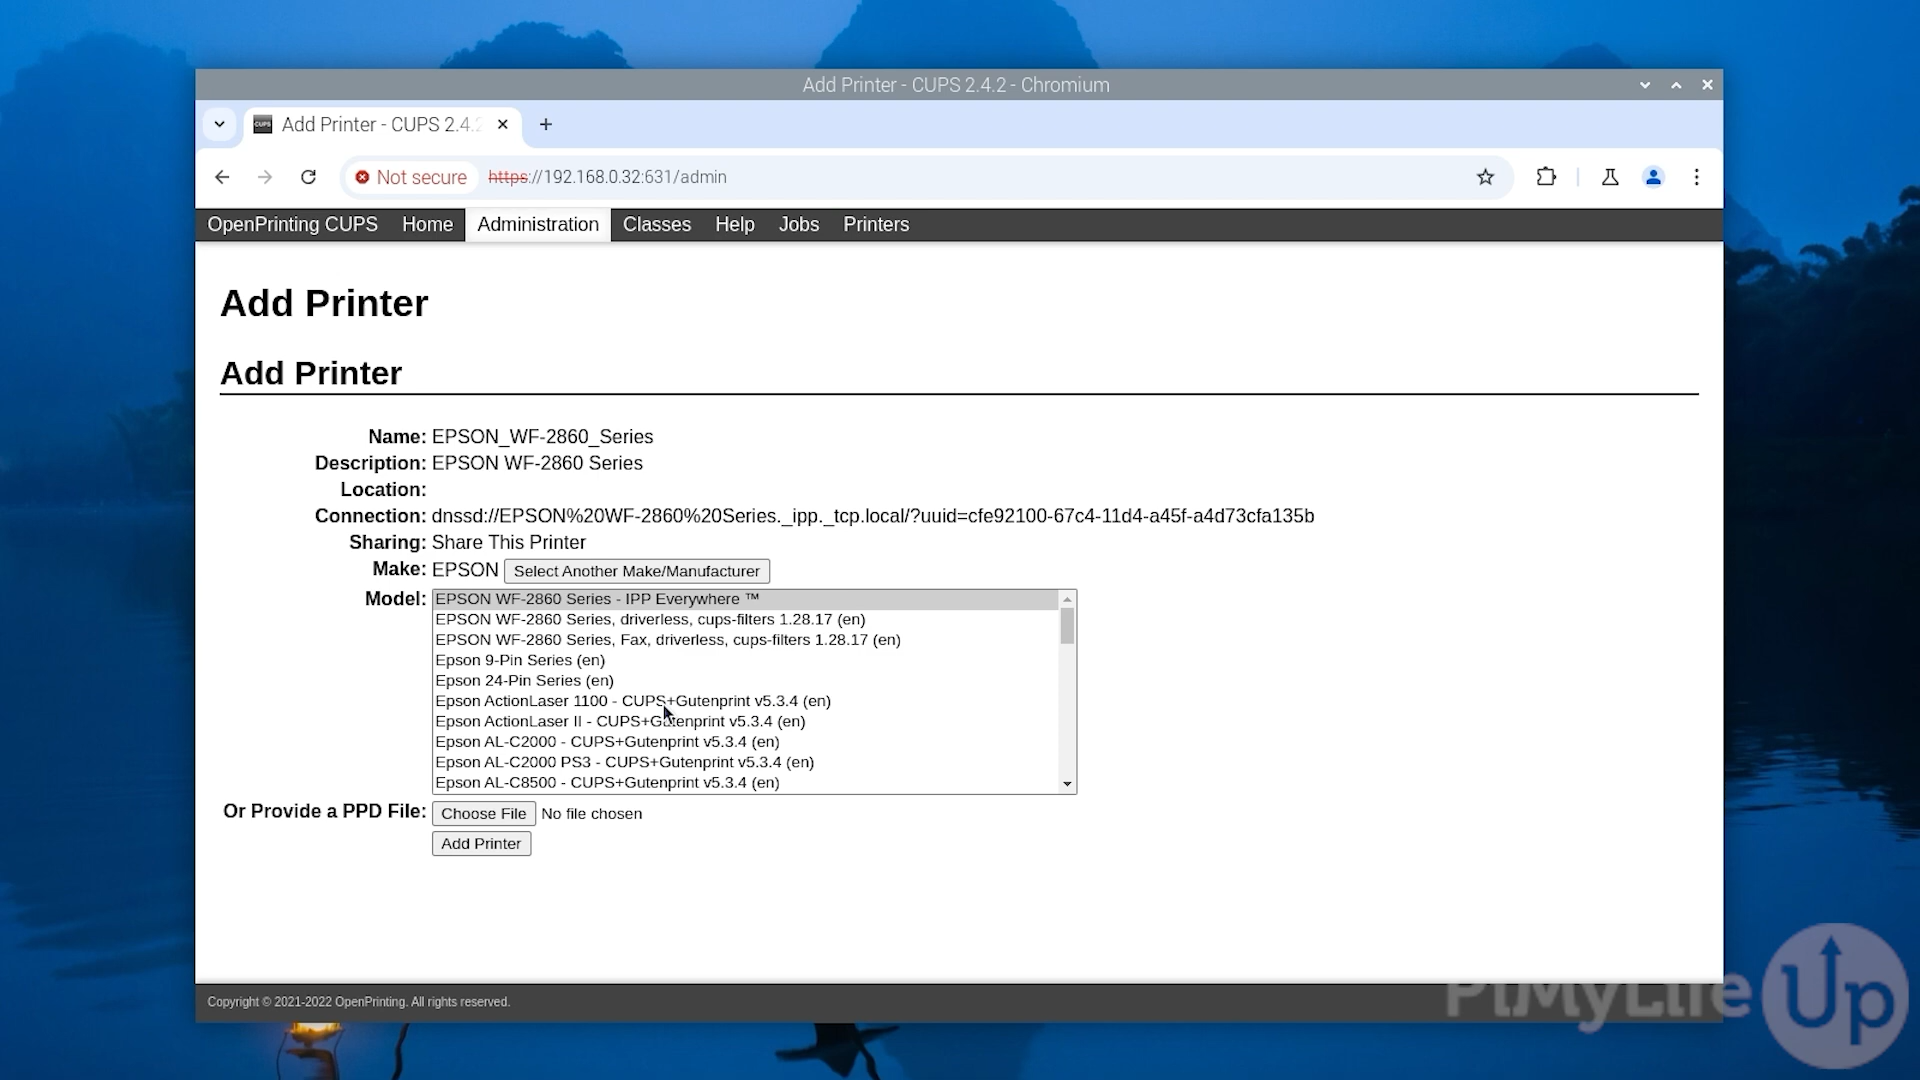 Add Printer - CUPS 2.4.2 - Chromium
CUPS Add Printer - CUPS 2.4.2
Not secure https://192.168.0.32:631/admin
OpenPrinting CUPS Home Administration Classes Help Jobs Printers
Add Printer
Add Printer
Name: EPSON_WF-2860_Series
Description: EPSON WF-2860 Series
Location:
Connection: dnssd://EPSON%20WF-2860%20Series._ipp._tcp.local/?uuid=cfe92100-67c4-11d4-a45f-a4d73cfa135b
Sharing: Share This Printer
Make: EPSON Select Another Make/Manufacturer
Model: EPSON WF-2860 Series - IPP Everywhere ™
EPSON WF-2860 Series, driverless, cups-filters 1.28.17 (en)
EPSON WF-2860 Series, Fax, driverless, cups-filters 1.28.17 (en)
Epson 9-Pin Series (en)
Epson 24-Pin Series (en)
Epson ActionLaser 1100 - CUPS+Gutenprint v5.3.4 (en)
Epson ActionLaser II - CUPS+Gutenprint v5.3.4 (en)
Epson AL-C2000 - CUPS+Gutenprint v5.3.4 (en)
Epson AL-C2000 PS3 - CUPS+Gutenprint v5.3.4 (en)
Epson AL-C8500 - CUPS+Gutenprint v5.3.4 (en)
Or Provide a PPD File: Choose File No file chosen
Add Printer
Copyright © 2021-2022 OpenPrinting. All rights reserved.
PiMyLife Up